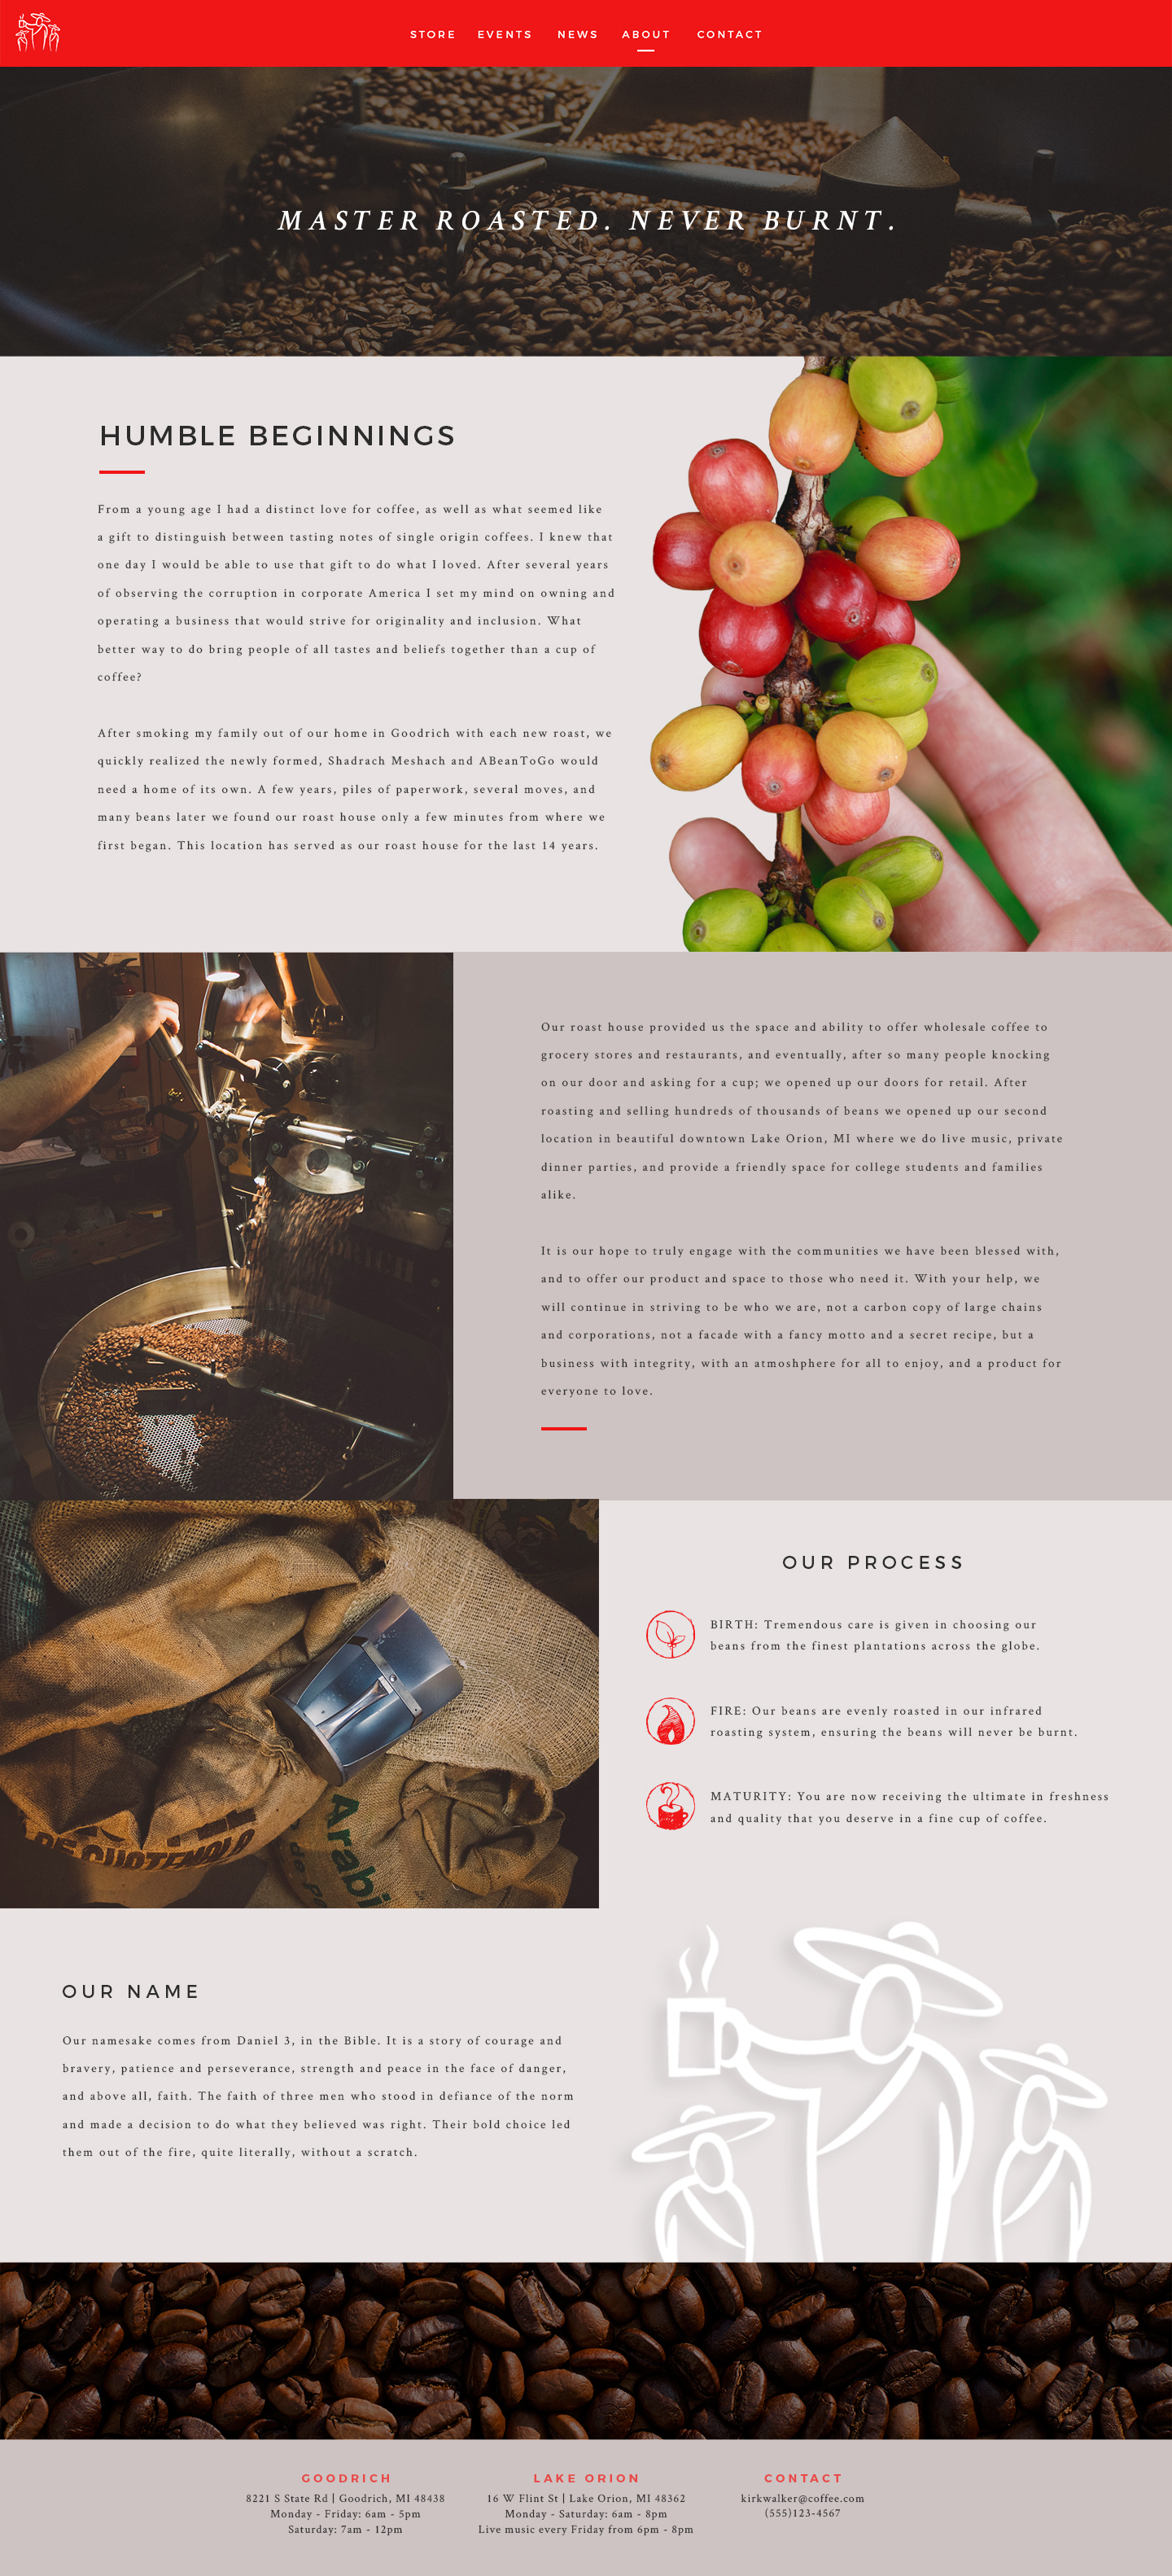 STORE EVENTS NEWS ABOUT CONTACT
MASTER ROASTED. NEVER BURNT.
HUMBLE BEGINNINGS
From a young age I had a distinct love for coffee, as well as what seemed like
a gift to distinguish between tasting notes of single origin coffees. I knew that
one day I would be able to use that gift to do what I loved. After several years
of observing the corruption in corporate America I set my mind on owning and
operating a business that would strive for originality and inclusion. What
better way to do bring people of all tastes and beliefs together than a cup of
coffee?
After smoking my family out of our home in Goodrich with each new roast, we
quickly realized the newly formed, Shadrach Meshach and ABeanToGo would
need a home of its own. A few years, piles of paperwork, several moves, and
many beans later we found our roast house only a few minutes from where we
first began. This location has served as our roast house for the last 14 years.
Our roast house provided us the space and ability to offer wholesale coffee to
grocery stores and restaurants, and eventually, after so many people knocking
on our door and asking for a cup; we opened up our doors for retail. After
roasting and selling hundreds of thousands of beans we opened up our second
location in beautiful downtown Lake Orion, MI where we do live music, private
dinner parties, and provide a friendly space for college students and families
alike.
It is our hope to truly engage with the communities we have been blessed with,
and to offer our product and space to those who need it. With your help, we
will continue in striving to be who we are, not a carbon copy of large chains
and corporations, not a facade with a fancy motto and a secret recipe, but a
business with integrity, with an atmoshphere for all to enjoy, and a product for
everyone to love.
OUR PROCESS
BIRTH: Tremendous care is given in choosing our
beans from the finest plantations across the globe.
FIRE: Our beans are evenly roasted in our infrared
roasting system, ensuring the beans will never be burnt.
MATURITY: You are now receiving the ultimate in freshness
and quality that you deserve in a fine cup of coffee.
DE GUATEMALA
Arabi
OUR NAME
Our namesake comes from Daniel 3, in the Bible. It is a story of courage and
bravery, patience and perseverance, strength and peace in the face of danger,
and above all, faith. The faith of three men who stood in defiance of the norm
and made a decision to do what they believed was right. Their bold choice led
them out of the fire, quite literally, without a scratch.
GOODRICH
8221 S State Rd | Goodrich, MI 48438
Monday - Friday: 6am - 5pm
Saturday: 7am - 12pm
LAKE ORION
16 W Flint St | Lake Orion, MI 48362
Monday - Saturday: 6am - 8pm
Live music every Friday from 6pm - 8pm
CONTACT
kirkwalker@coffee.com
(555)123-4567